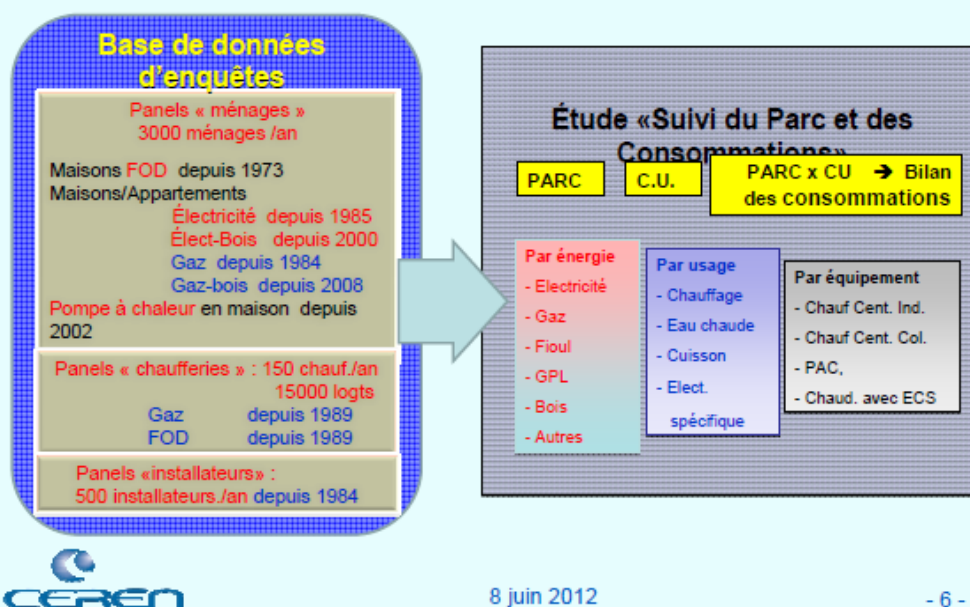 Base de données
d'enquêtes
Panels « ménages »
3000 ménages /an
Maisons FOD depuis 1973
Maisons/Appartements
Électricité depuis 1985
Élect-Bois depuis 2000
Gaz depuis 1984
Gaz-bois depuis 2008
Pompe à chaleur en maison depuis
2002
Panels « chaufferies » : 150 chauf./an
15000 logts
Gaz depuis 1989
FOD depuis 1989
Panels «installateurs» :
500 installateurs./an depuis 1984
Étude «Suivi du Parc et des
Consommations»
PARC
C.U.
PARC x CU ➔ Bilan
des consommations
Par énergie
- Electricité
- Gaz
- Fioul
- GPL
- Bois
- Autres
Par usage
- Chauffage
- Eau chaude
- Cuisson
- Elect.
spécifique
Par équipement
- Chauf Cent. Ind.
- Chauf Cent. Col.
- PAC,
- Chaud. avec ECS
CEREN
8 juin 2012
- 6 -